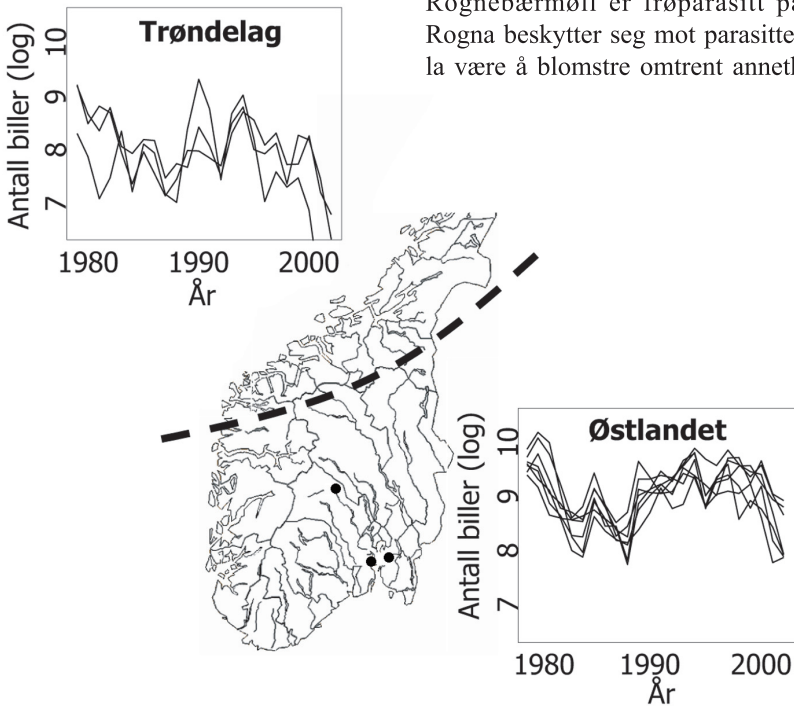 Rognebærmøll er frøparasitt på
Rogna beskytter seg mot parasitte
la være å blomstre omtrent
Trøndelag
Antall biller (log)
10
9
8
7
1980 1990 2000
År
Østlandet
Antall biller (log)
10
9
8
7
1980 1990 2000
År